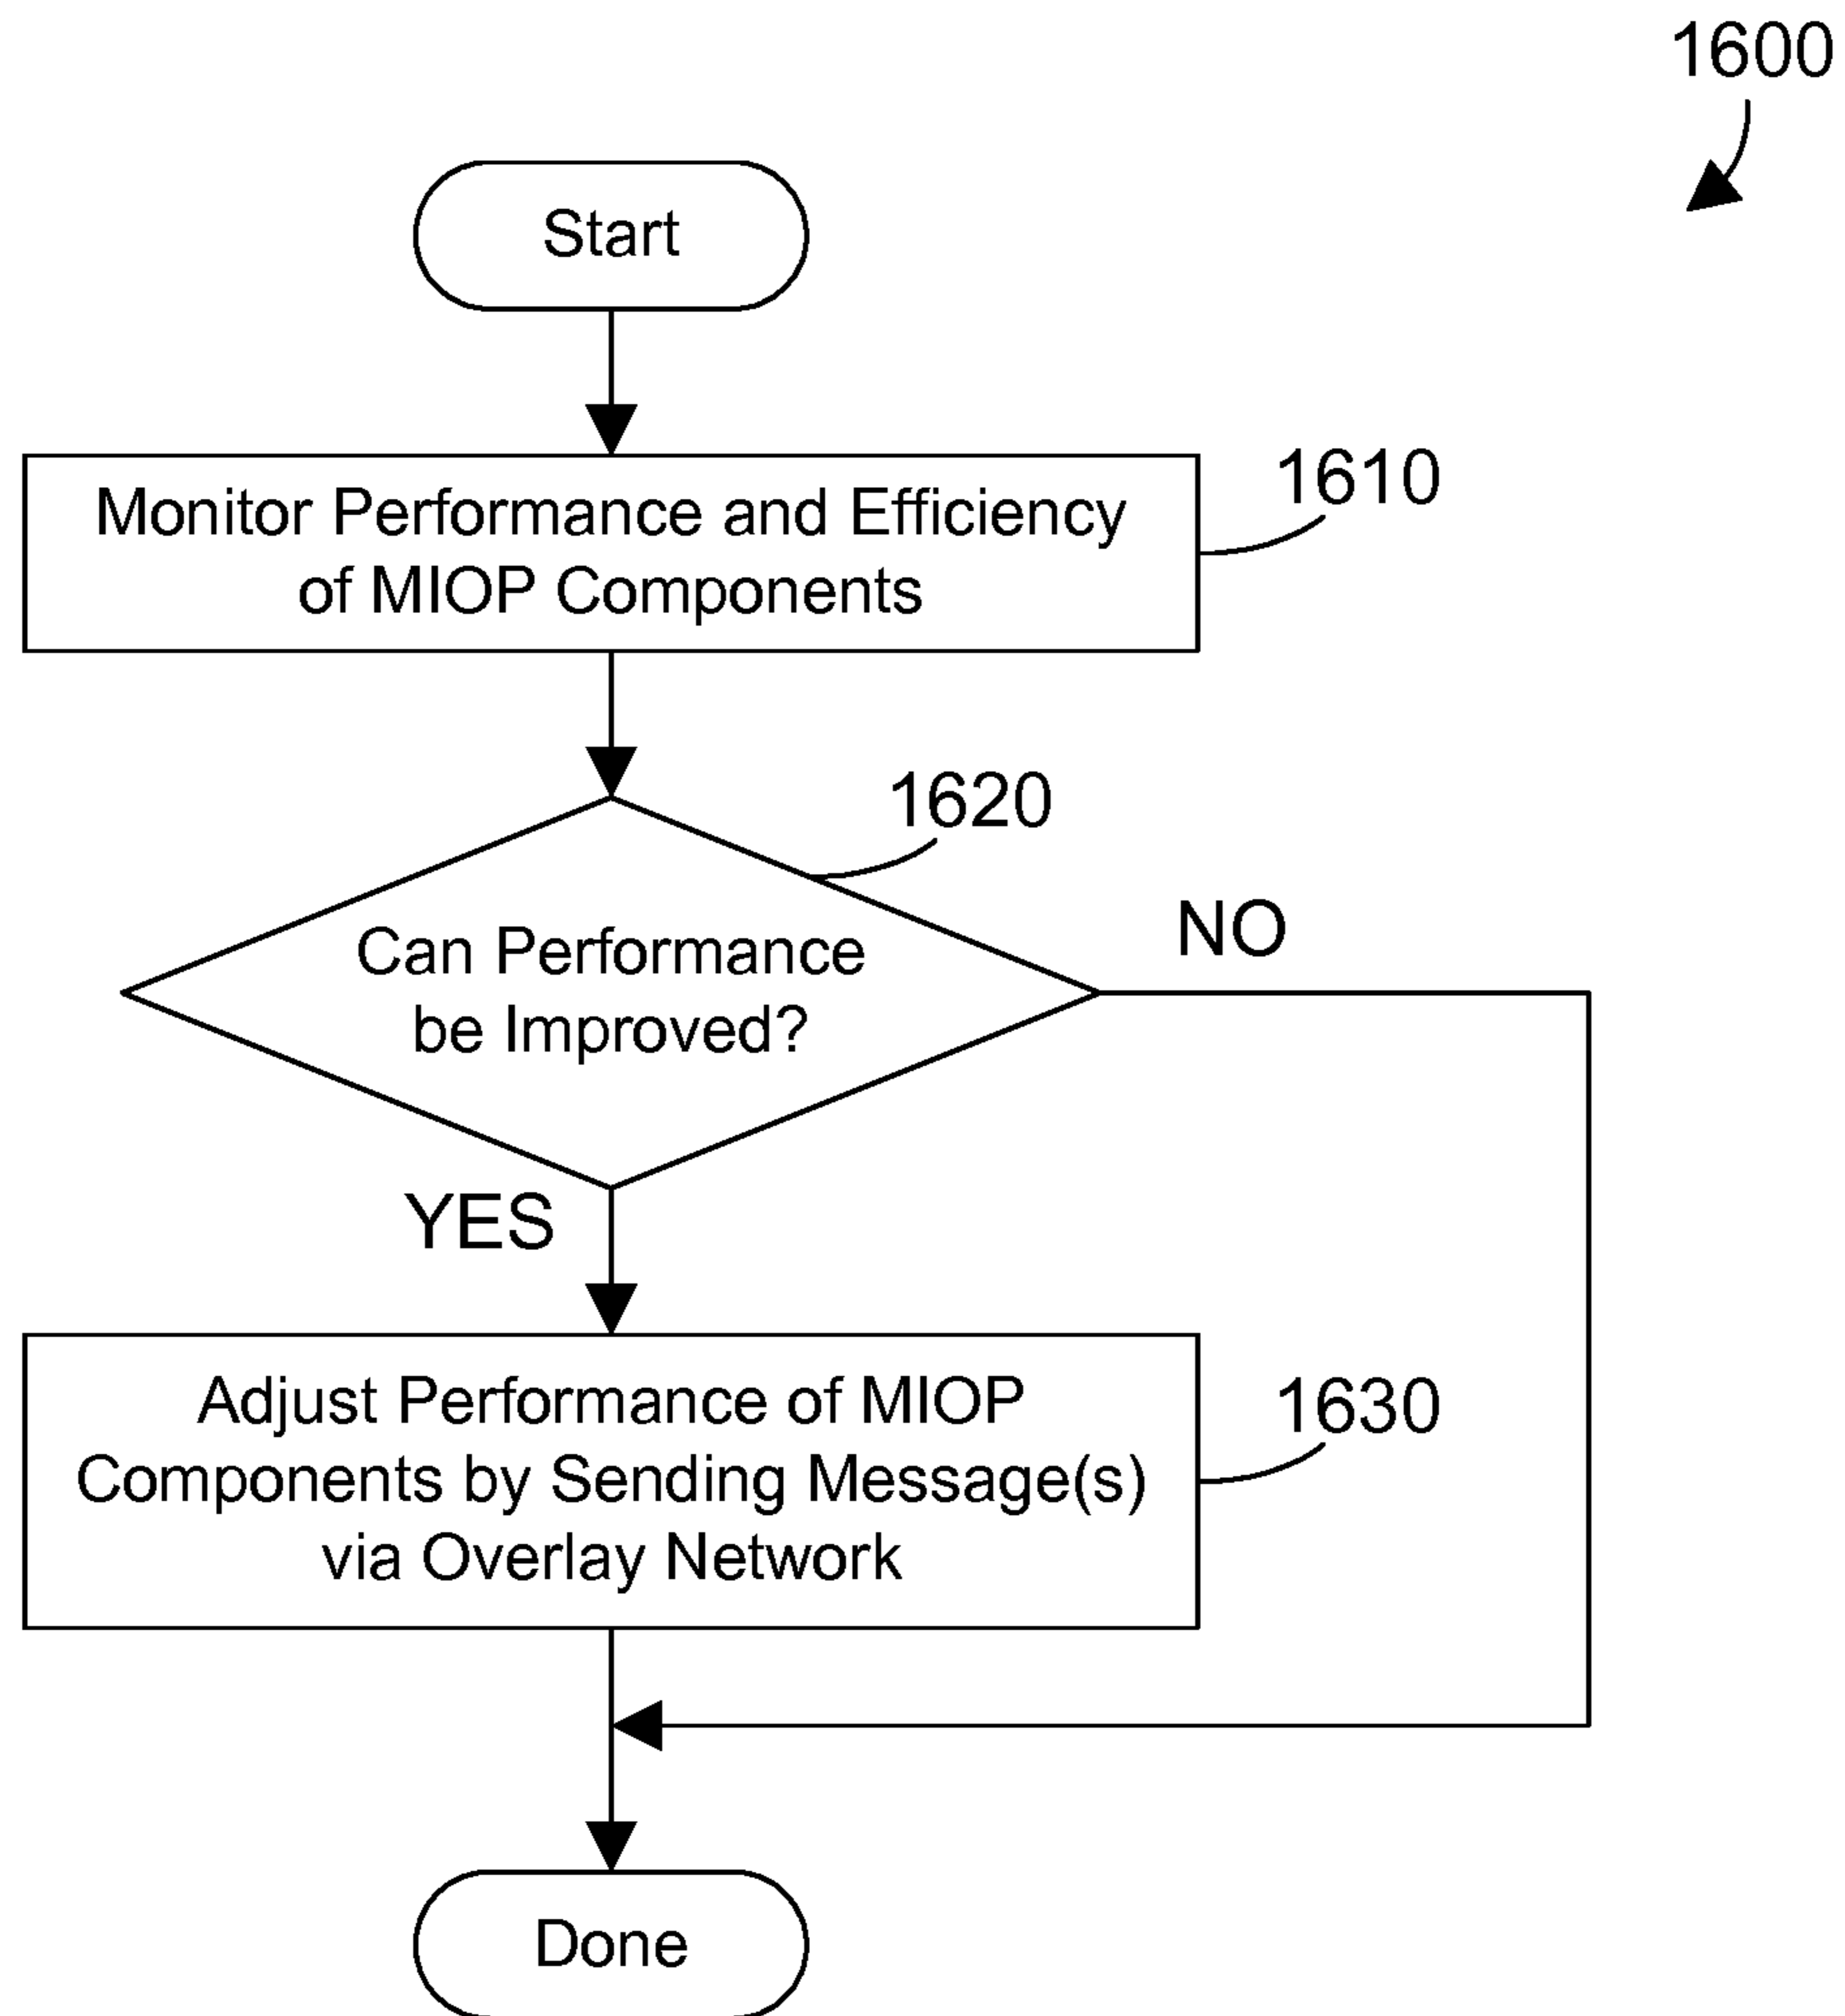 1600
Start
Monitor Performance and Efficiency
of MIOP Components
1610
1620
Can Performance
be Improved?
NO
YES
Adjust Performance of MIOP
Components by Sending Message(s)
via Overlay Network
1630
Done